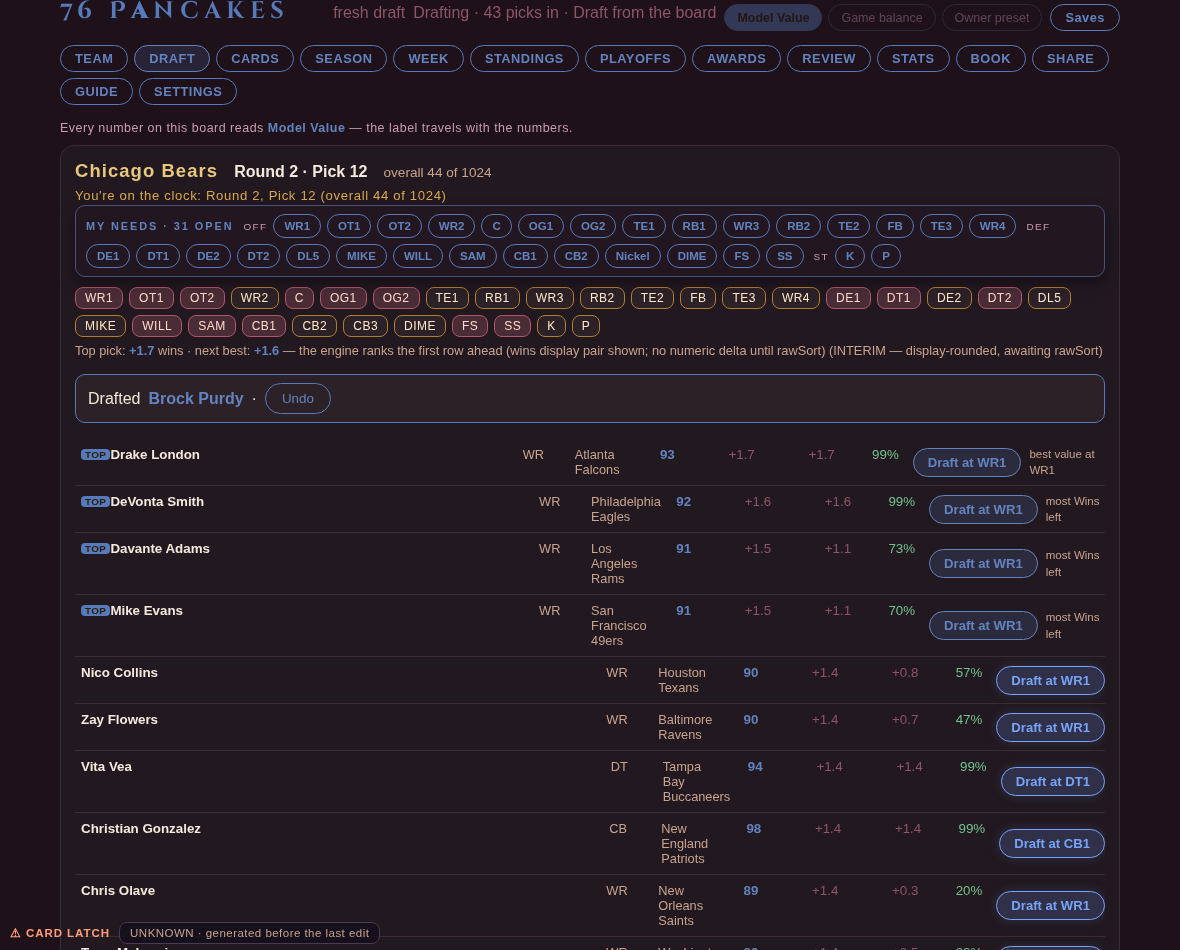 76 PANCAKES fresh draft Drafting · 43 picks in · Draft from the board Model Value Game balance Owner preset Saves
TEAM DRAFT CARDS SEASON WEEK STANDINGS PLAYOFFS AWARDS REVIEW STATS BOOK SHARE
GUIDE SETTINGS
Every number on this board reads Model Value — the label travels with the numbers.
Chicago Bears Round 2 · Pick 12 overall 44 of 1024
You're on the clock: Round 2, Pick 12 (overall 44 of 1024)
MY NEEDS · 31 OPEN OFF WR1 OT1 OT2 WR2 C OG1 OG2 TE1 RB1 WR3 RB2 TE2 FB TE3 WR4 DEF
DE1 DT1 DE2 DT2 DL5 MIKE WILL SAM CB1 CB2 Nickel DIME FS SS ST K P
WR1 OT1 OT2 WR2 C OG1 OG2 TE1 RB1 WR3 RB2 TE2 FB TE3 WR4 DE1 DT1 DE2 DT2 DL5
MIKE WILL SAM CB1 CB2 CB3 DIME FS SS K P
Top pick: +1.7 wins · next best: +1.6 — the engine ranks the first row ahead (wins display pair shown; no numeric delta until rawSort) (INTERIM — display-rounded, awaiting rawSort)
Drafted Brock Purdy · Undo
TOP Drake London WR Atlanta Falcons 93 +1.7 +1.7 99% Draft at WR1 best value at WR1
TOP DeVonta Smith WR Philadelphia Eagles 92 +1.6 +1.6 99% Draft at WR1 most Wins left
TOP Davante Adams WR Los Angeles Rams 91 +1.5 +1.1 73% Draft at WR1 most Wins left
TOP Mike Evans WR San Francisco 49ers 91 +1.5 +1.1 70% Draft at WR1 most Wins left
Nico Collins WR Houston Texans 90 +1.4 +0.8 57% Draft at WR1
Zay Flowers WR Baltimore Ravens 90 +1.4 +0.7 47% Draft at WR1
Vita Vea DT Tampa Bay Buccaneers 94 +1.4 +1.4 99% Draft at DT1
Christian Gonzalez CB New England Patriots 98 +1.4 +1.4 99% Draft at CB1
Chris Olave WR New Orleans Saints 89 +1.4 +0.3 20% Draft at WR1
⚠ CARD LATCH UNKNOWN · generated before the last edit